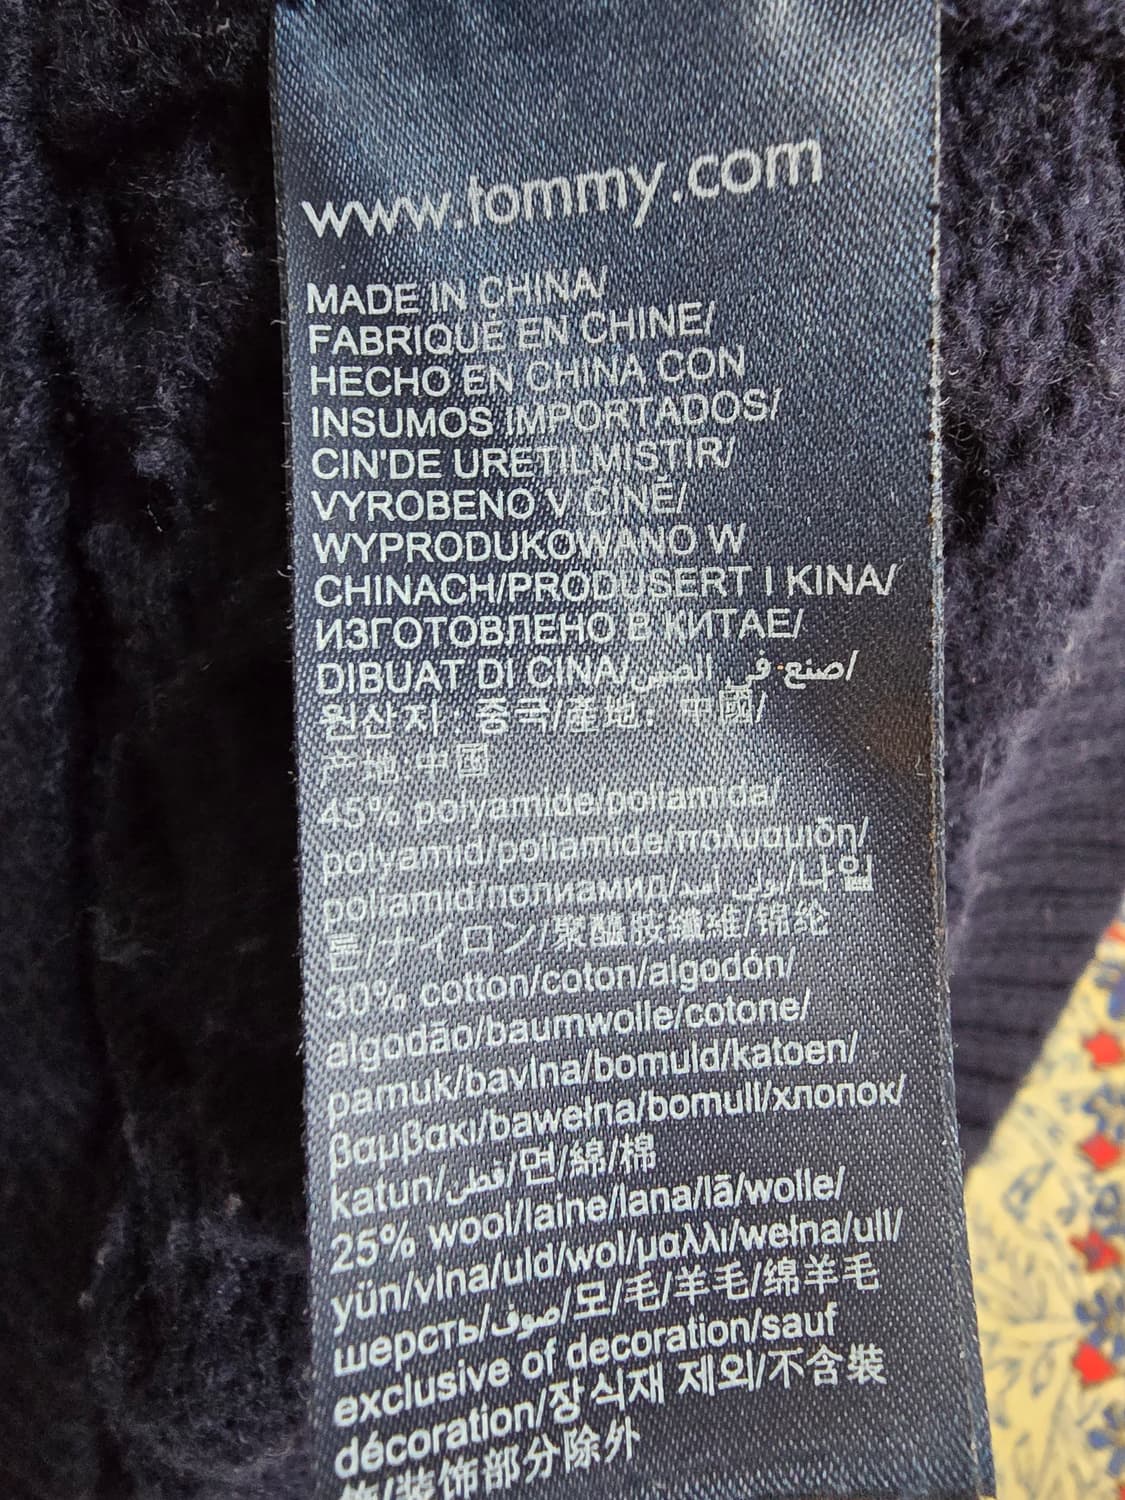 www.tommy.com
MADE IN CHINA/
FABRIQUÉ EN CHINE/
HECHO EN CHINA CON
INSUMOS IMPORTADOS/
CIN'DE URETILMISTIR/
VYROBENO V ČÍNĚ/
WYPRODUKOWANO W
CHINACH/PRODUSERT I KINA/
ИЗГОТОВЛЕНО В КИТАЕ/
DIBUAT DI CINA/صنع في الصين/
원산지 : 중국/產地: 中國/
产地:中國
45% polyamide/poliamida/
polyamid/poliamide/πολυαμιδη/
poliamid/полиамид/بولي أميد/나일
론/ナイロン/聚醯胺纖維/锦纶
30% cotton/coton/algodón/
algodão/baumwolle/cotone/
pamuk/bavlna/bomuld/katoen/
βαμβακι/bawełna/bomull/хлопок/
katun/قطن/면/綿/棉
25% wool/laine/lana/lã/wolle/
yün/vlna/uld/wol/μαλλι/wełna/ull/
шерсть/صوف/모/毛/羊毛/绵羊毛
exclusive of decoration/sauf
décoration/장식재 제외/不含裝
飾/装饰部分除外